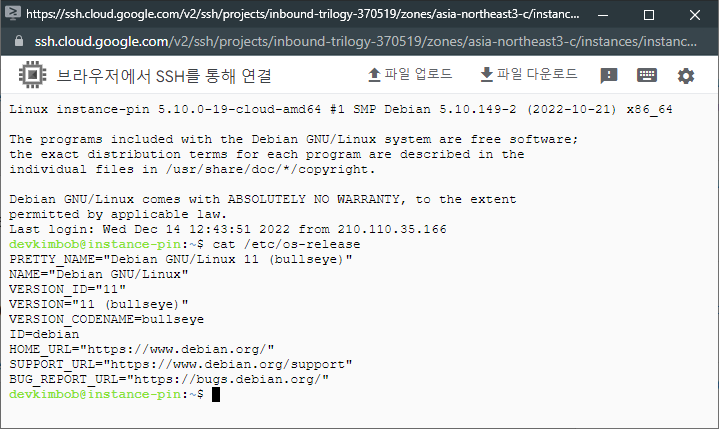 https://ssh.cloud.google.com/v2/ssh/projects/inbound-trilogy-370519/zones/asia-northeast3-c/instanc...
ssh.cloud.google.com/v2/ssh/projects/inbound-trilogy-370519/zones/asia-northeast3-c/instances/instanc...
브라우저에서 SSH를 통해 연결 파일 업로드 파일 다운로드
Linux instance-pin 5.10.0-19-cloud-amd64 #1 SMP Debian 5.10.149-2 (2022-10-21) x86_64
The programs included with the Debian GNU/Linux system are free software;
the exact distribution terms for each program are described in the
individual files in /usr/share/doc/*/copyright.
Debian GNU/Linux comes with ABSOLUTELY NO WARRANTY, to the extent
permitted by applicable law.
Last login: Wed Dec 14 12:43:51 2022 from 210.110.35.166
devkimbob@instance-pin:~$ cat /etc/os-release
PRETTY_NAME="Debian GNU/Linux 11 (bullseye)"
NAME="Debian GNU/Linux"
VERSION_ID="11"
VERSION="11 (bullseye)"
VERSION_CODENAME=bullseye
ID=debian
HOME_URL="https://www.debian.org/"
SUPPORT_URL="https://www.debian.org/support"
BUG_REPORT_URL="https://bugs.debian.org/"
devkimbob@instance-pin:~$